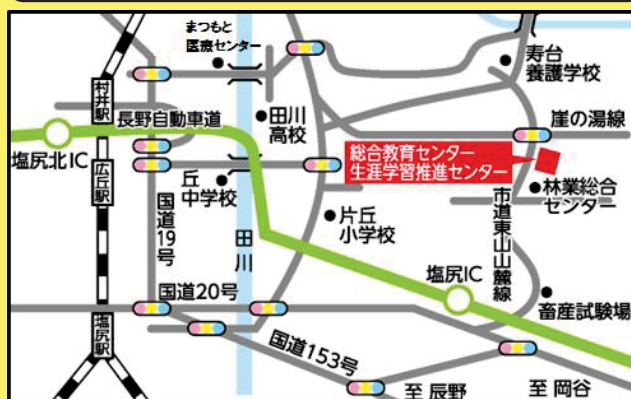 まつもと
医療センター
寿台
養護学校
村井駅
長野自動車道
田川
高校
崖の湯線
塩尻北IC
総合教育センター
生涯学習推進センター
広丘駅
丘
中学校
林業総合
センター
国道19号
田川
片丘
小学校
市道東山山麓線
塩尻IC
国道20号
畜産試験場
塩尻駅
国道153号
至 辰野
至 岡谷